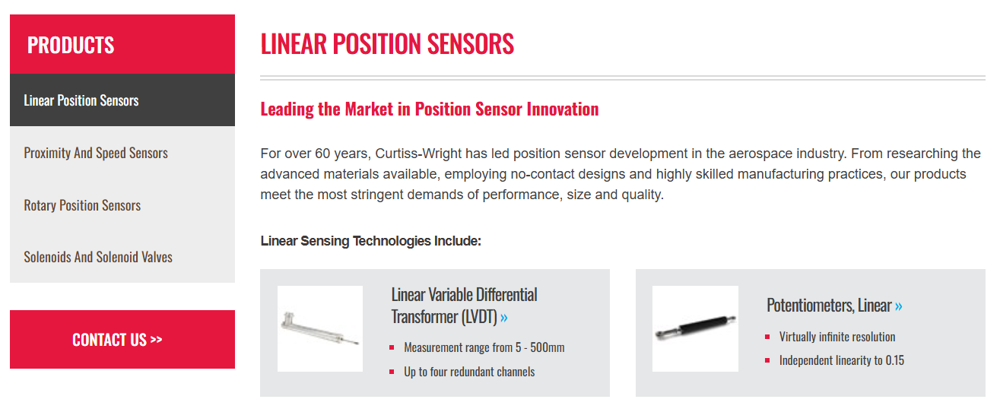 PRODUCTS
Linear Position Sensors
Proximity And Speed Sensors
Rotary Position Sensors
Solenoids And Solenoid Valves
CONTACT US >>
LINEAR POSITION SENSORS
Leading the Market in Position Sensor Innovation
For over 60 years, Curtiss-Wright has led position sensor development in the aerospace industry. From researching the
advanced materials available, employing no-contact designs and highly skilled manufacturing practices, our products
meet the most stringent demands of performance, size and quality.
Linear Sensing Technologies Include:
Linear Variable Differential
Transformer (LVDT) »
Measurement range from 5 - 500mm
Up to four redundant channels
Potentiometers, Linear »
Virtually infinite resolution
Independent linearity to 0.15